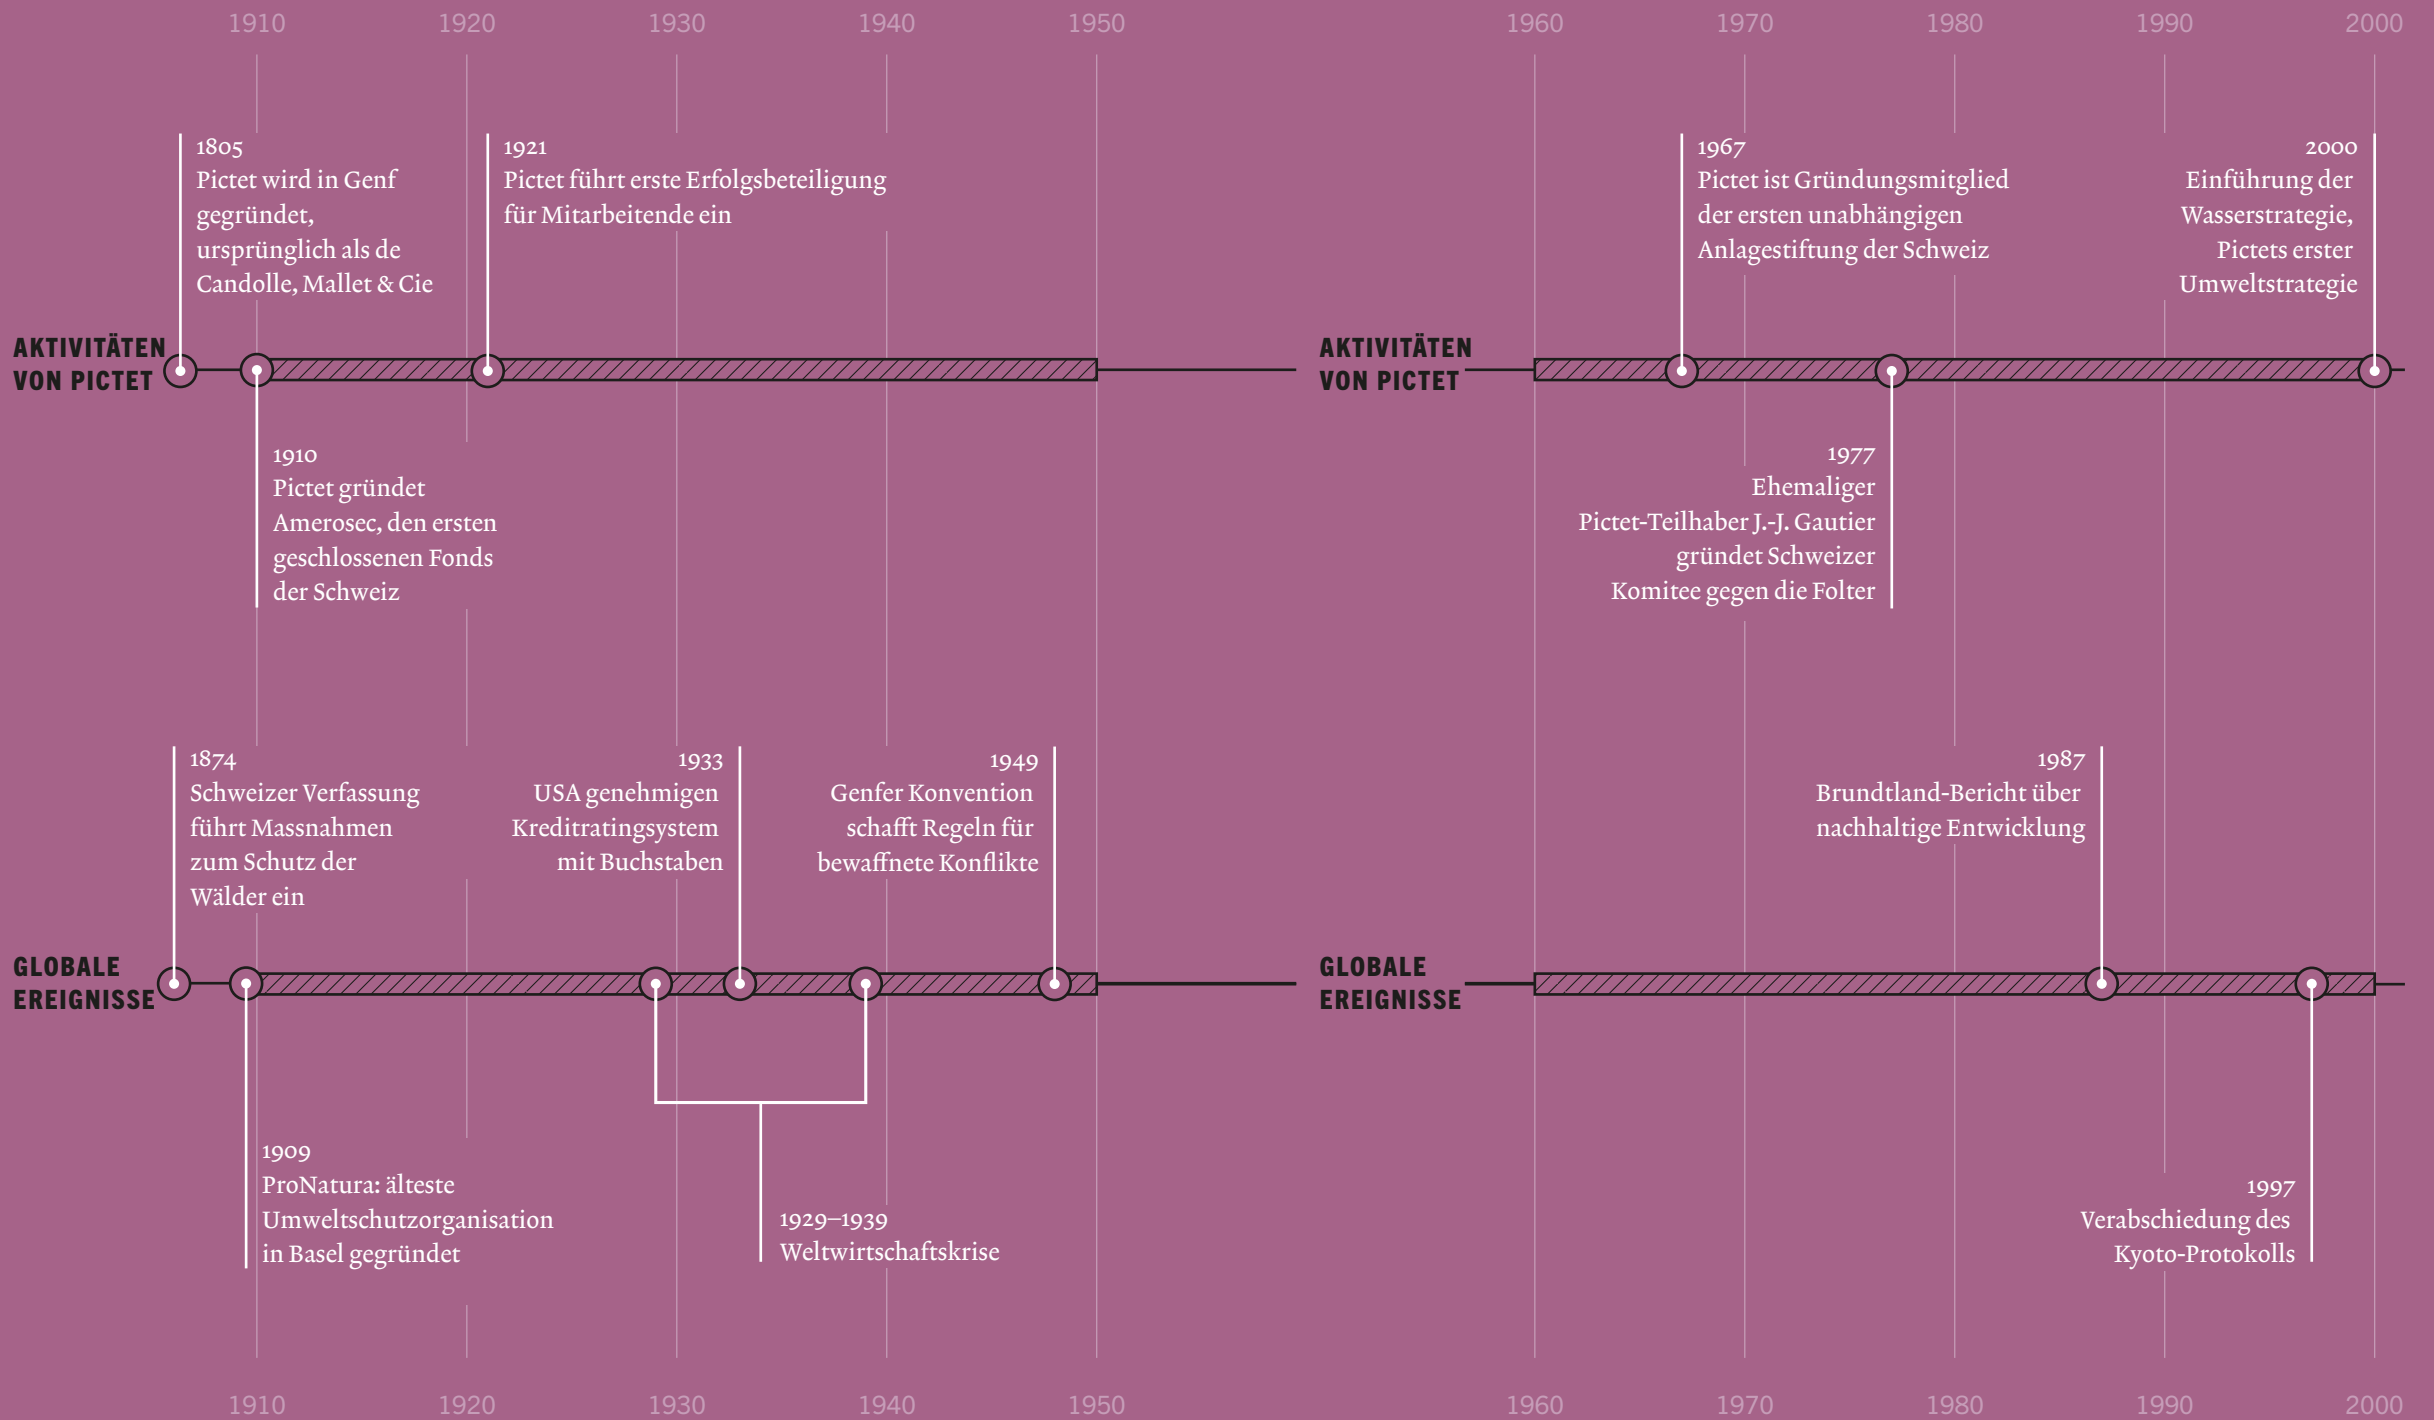 1910 1920 1930 1940 1950 1960 1970 1980 1990 2000
1805
Pictet wird in Genf
gegründet,
ursprünglich als de
Candolle, Mallet & Cie
1921
Pictet führt erste Erfolgsbeteiligung
für Mitarbeitende ein
1967
Pictet ist Gründungsmitglied
der ersten unabhängigen
Anlagestiftung der Schweiz
2000
Einführung der
Wasserstrategie,
Pictets erster
Umweltstrategie
AKTIVITÄTEN
VON PICTET
AKTIVITÄTEN
VON PICTET
1910
Pictet gründet
Amerosec, den ersten
geschlossenen Fonds
der Schweiz
1977
Ehemaliger
Pictet-Teilhaber J.-J. Gautier
gründet Schweizer
Komitee gegen die Folter
1874
Schweizer Verfassung
führt Massnahmen
zum Schutz der
Wälder ein
1933
USA genehmigen
Kreditratingsystem
mit Buchstaben
1949
Genfer Konvention
schafft Regeln für
bewaffnete Konflikte
1987
Brundtland-Bericht über
nachhaltige Entwicklung
GLOBALE
EREIGNISSE
GLOBALE
EREIGNISSE
1909
ProNatura: älteste
Umweltschutzorganisation
in Basel gegründet
1929–1939
Weltwirtschaftskrise
1997
Verabschiedung des
Kyoto-Protokolls
1910 1920 1930 1940 1950 1960 1970 1980 1990 2000